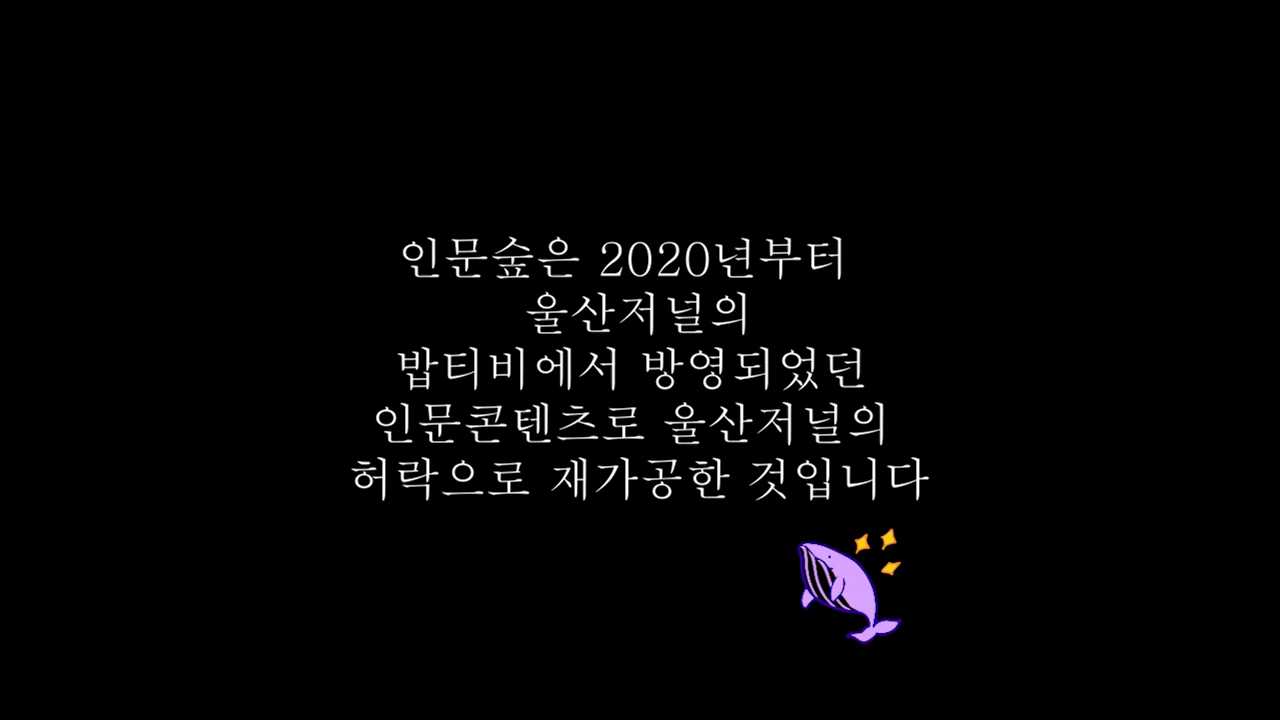 인문숲은 2020년부터
울산저널의
밥티비에서 방영되었던
인문콘텐츠로 울산저널의
허락으로 재가공한 것입니다